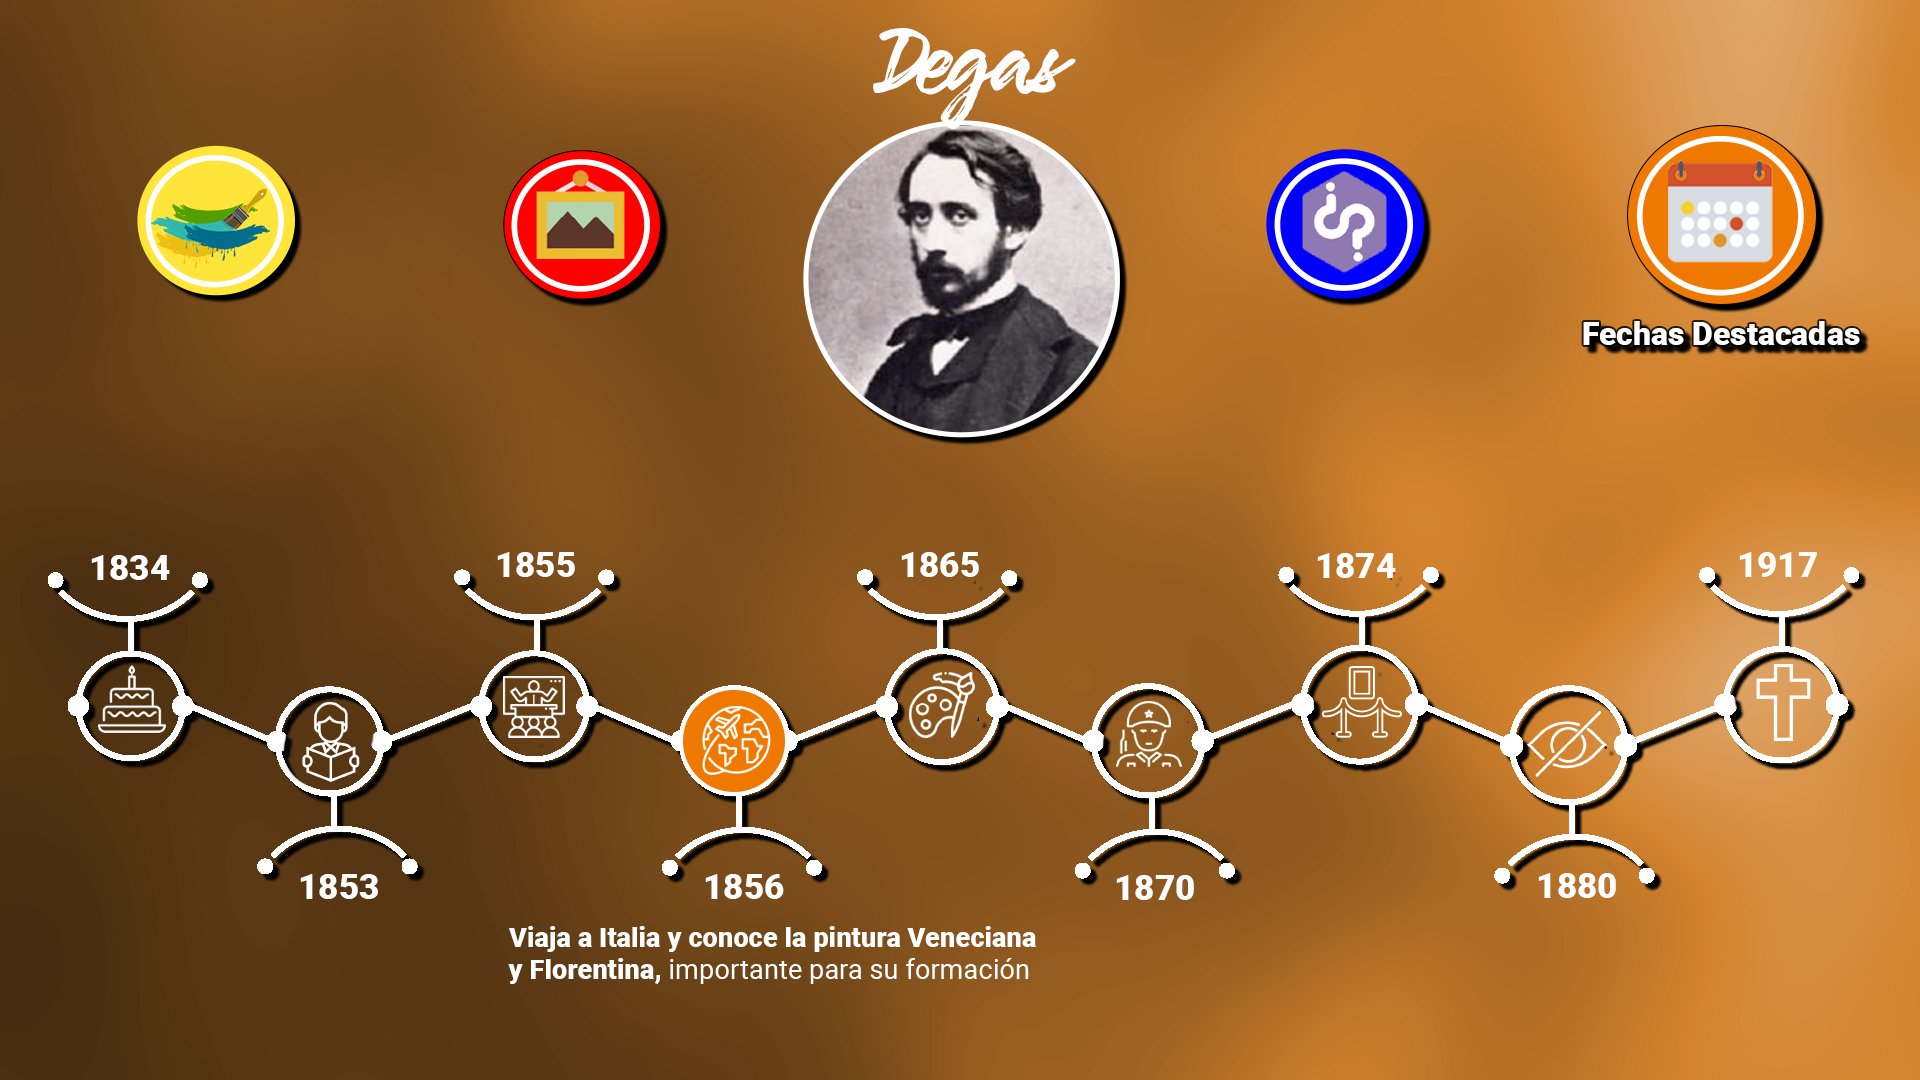 Degas
Fechas Destacadas
1834
1855
1865
1874
1917
1853
1856
1870
1880
Viaja a Italia y conoce la pintura Veneciana
y Florentina, importante para su formación